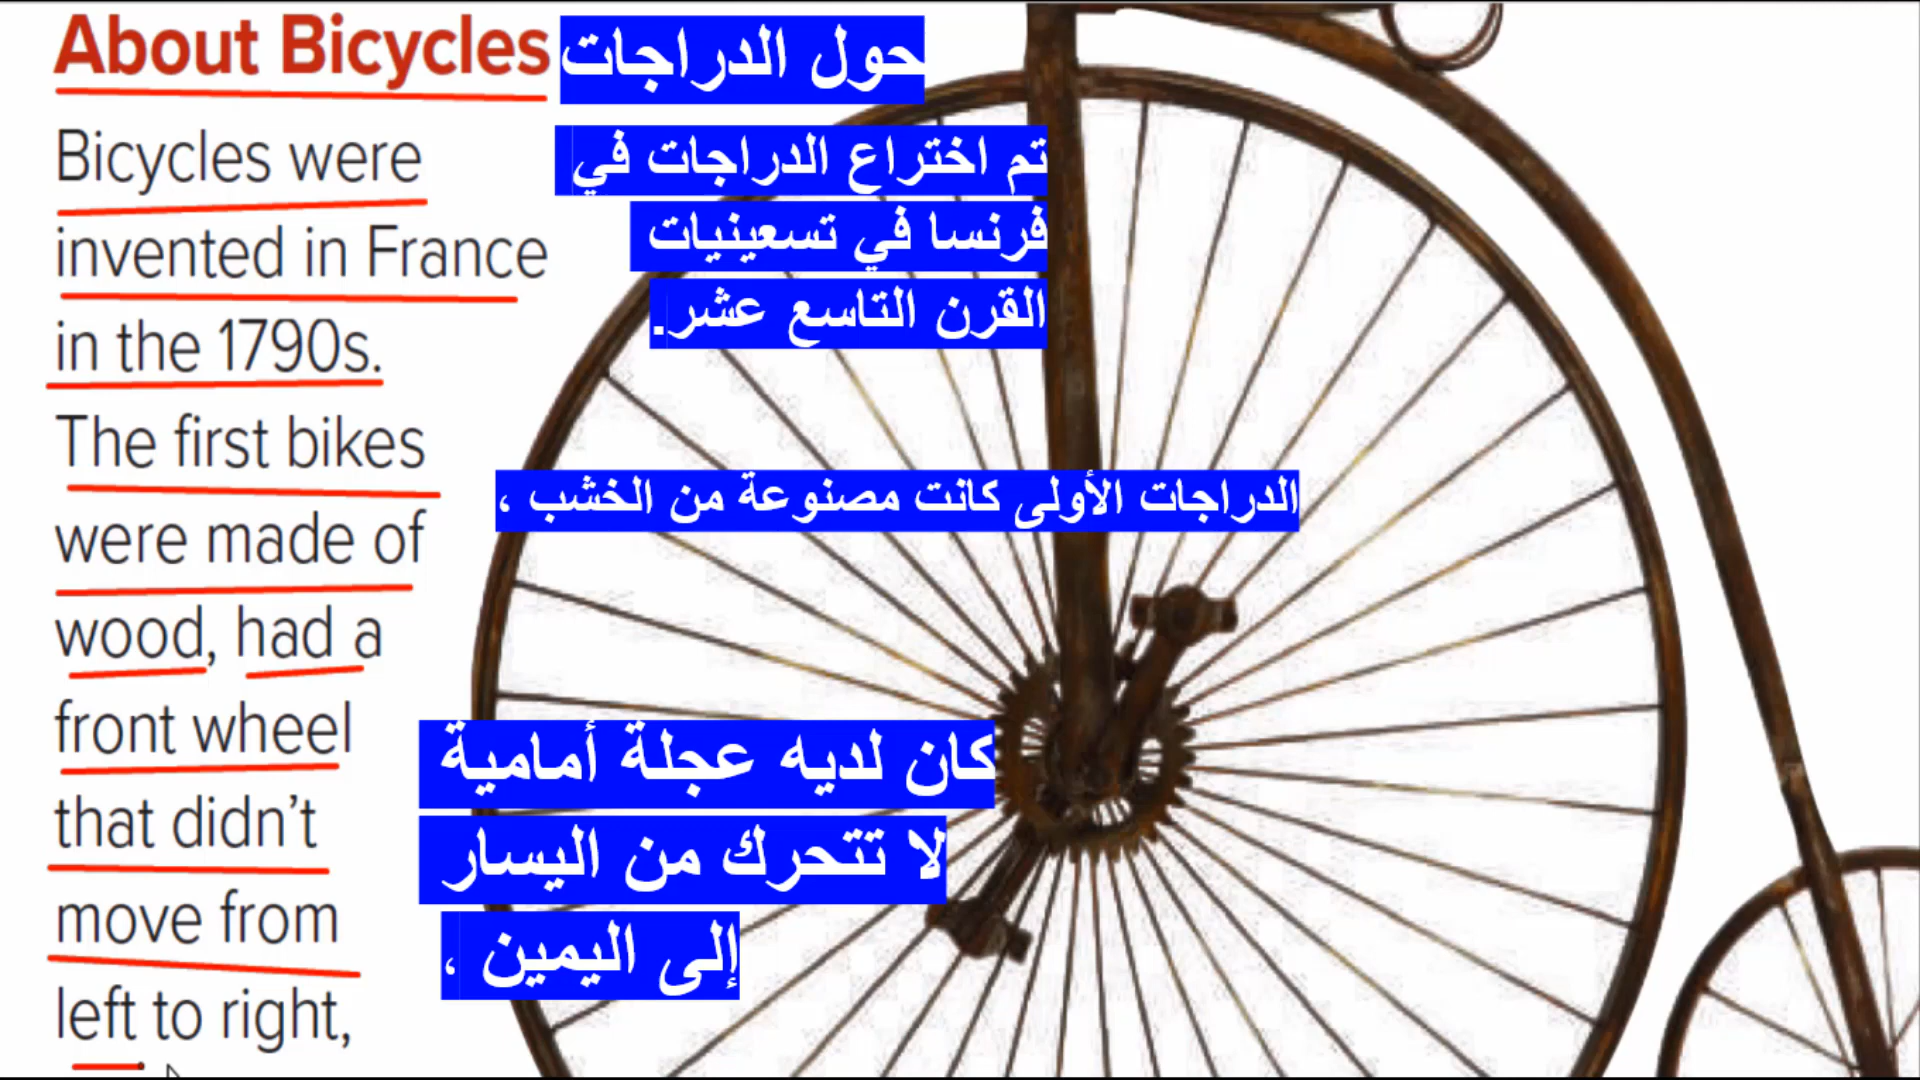 About Bicycles
حول الدراجات
Bicycles were
invented in France
in the 1790s.
تم اختراع الدراجات في
فرنسا في تسعينيات
القرن التاسع عشر.
The first bikes
were made of
wood, had a
الدراجات الأولى كانت مصنوعة من الخشب ،
front wheel
that didn't
move from
left to right,
كان لديه عجلة أمامية
لا تتحرك من اليسار
إلى اليمين ،